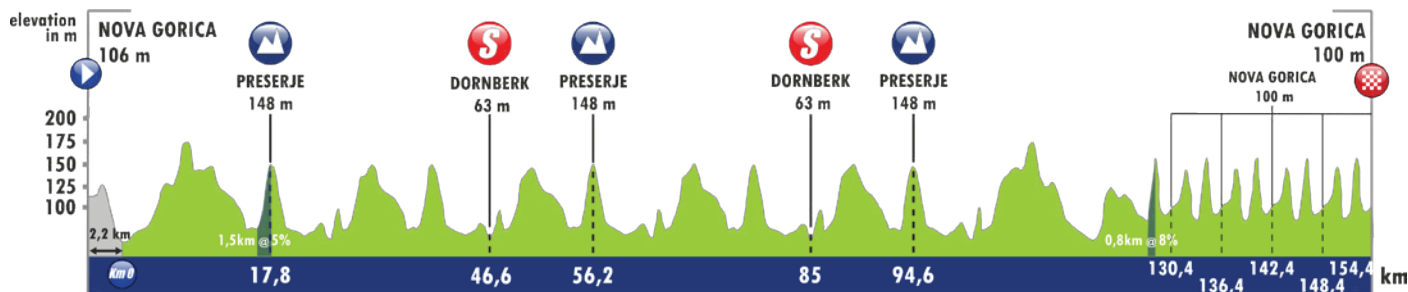 elevation
in m
NOVA GORICA
106 m
PRESERJE
148 m
S
DORNBERK
63 m
PRESERJE
148 m
S
DORNBERK
63 m
PRESERJE
148 m
NOVA GORICA
100 m
NOVA GORICA
100 m
200
175
150
125
100
2,2 km
1,5km @ 5%
0,8km @ 8%
Km 0
17,8
46,6
56,2
85
94,6
130,4
136,4
142,4
148,4
154,4
km